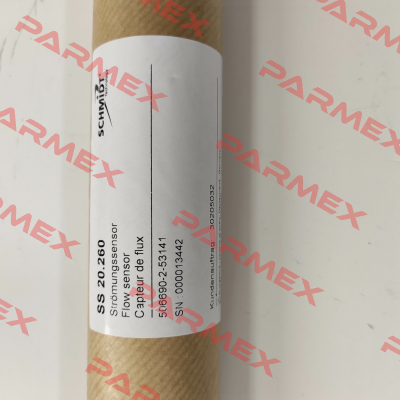 SCHMIDT
SS 20.260
Strömungssensor
Flow sensor
Capteur de flux
506690-2-53141
SN 000013442
Kundenauftrag 30205032
PARMEX
PARMEX
PARMEX
PARMEX
PARMEX